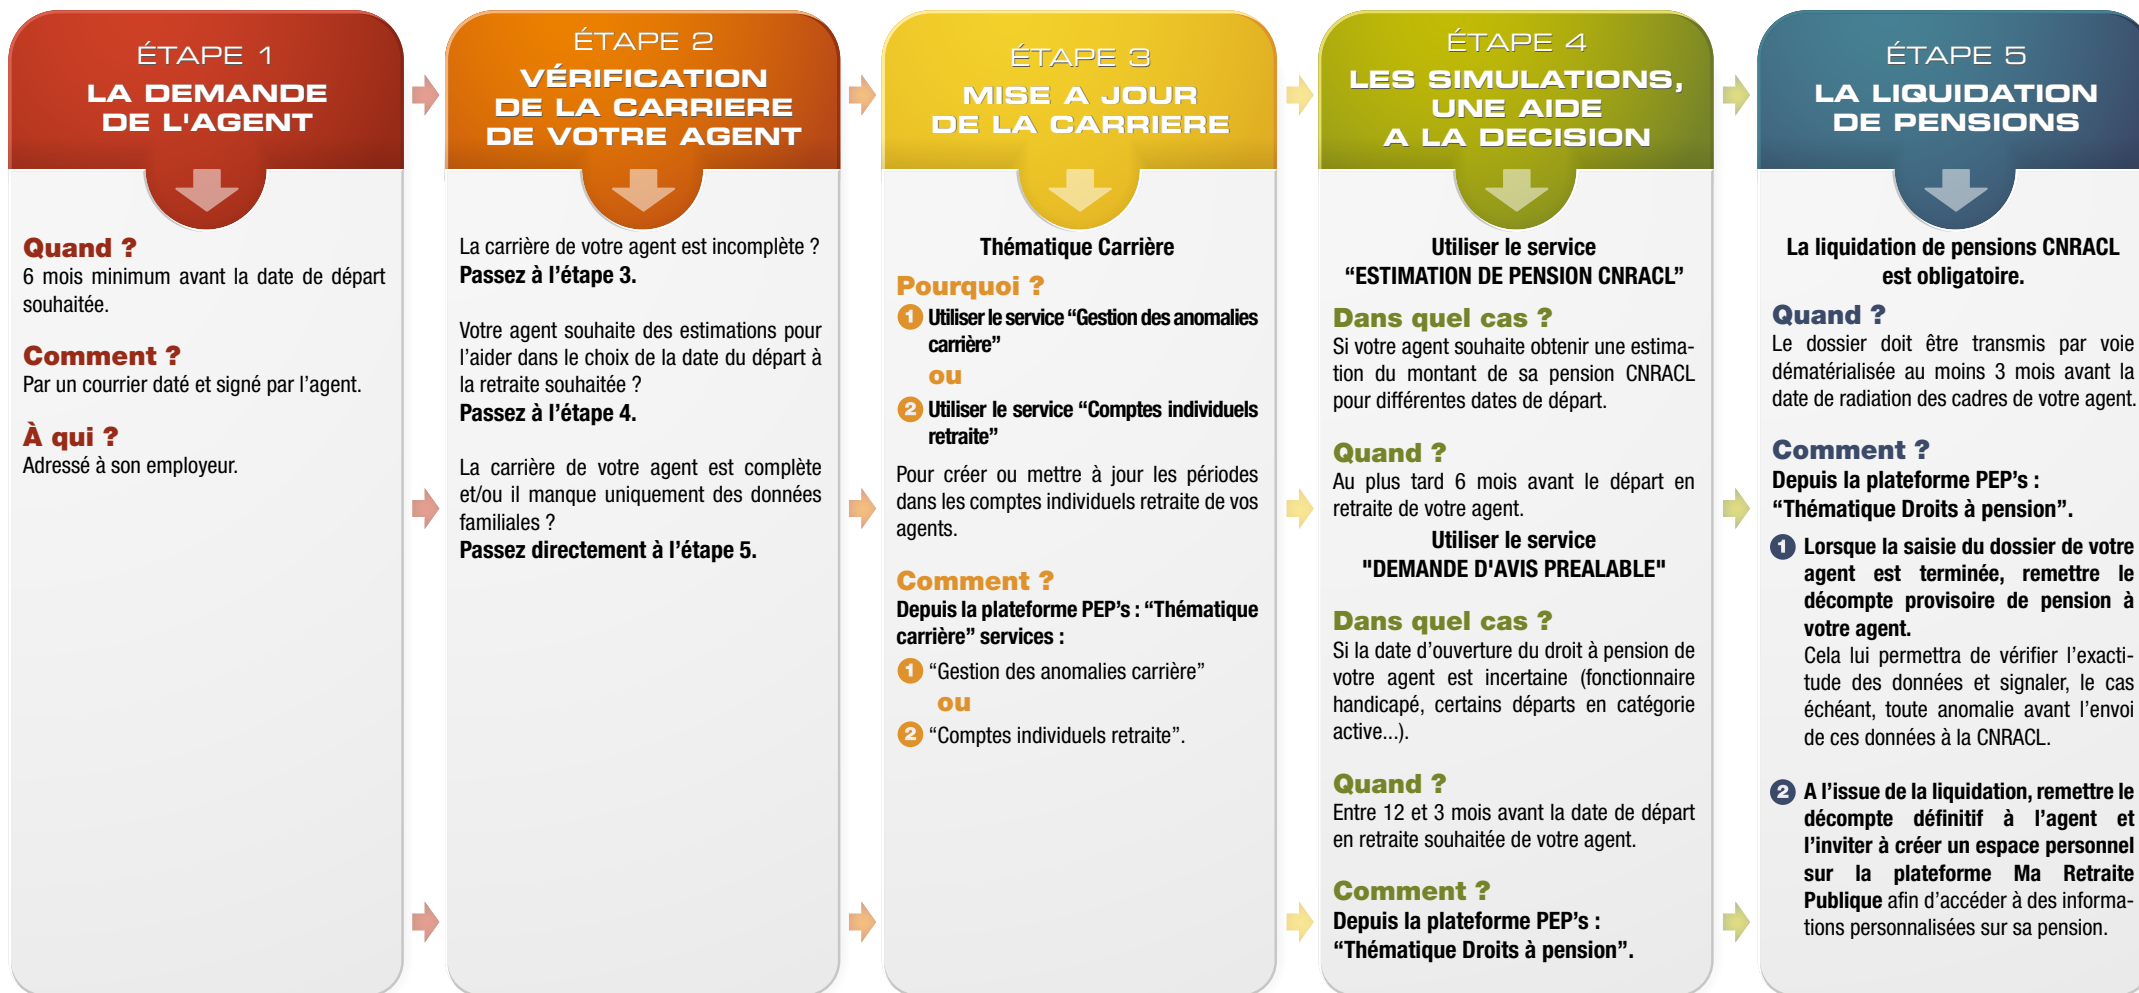 ÉTAPE 1
LA DEMANDE
DE L'AGENT
Quand ?
6 mois minimum avant la date de départ
souhaitée.
Comment ?
Par un courrier daté et signé par l’agent.
À qui ?
Adressé à son employeur.
ÉTAPE 2
VÉRIFICATION
DE LA CARRIERE
DE VOTRE AGENT
La carrière de votre agent est incomplète ?
Passez à l’étape 3.
Votre agent souhaite des estimations pour
l’aider dans le choix de la date du départ à
la retraite souhaitée ?
Passez à l’étape 4.
La carrière de votre agent est complète
et/ou il manque uniquement des données
familiales ?
Passez directement à l’étape 5.
ÉTAPE 3
MISE A JOUR
DE LA CARRIERE
Thématique Carrière
Pourquoi ?
1 Utiliser le service “Gestion des anomalies
carrière”
ou
2 Utiliser le service “Comptes individuels
retraite”
Pour créer ou mettre à jour les périodes
dans les comptes individuels retraite de vos
agents.
Comment ?
Depuis la plateforme PEP’s : “Thématique
carrière” services :
1 “Gestion des anomalies carrière”
ou
2 “Comptes individuels retraite”.
ÉTAPE 4
LES SIMULATIONS,
UNE AIDE
A LA DECISION
Utiliser le service
“ESTIMATION DE PENSION CNRACL”
Dans quel cas ?
Si votre agent souhaite obtenir une estima-
tion du montant de sa pension CNRACL
pour différentes dates de départ.
Quand ?
Au plus tard 6 mois avant le départ en
retraite de votre agent.
Utiliser le service
"DEMANDE D'AVIS PREALABLE"
Dans quel cas ?
Si la date d’ouverture du droit à pension de
votre agent est incertaine (fonctionnaire
handicapé, certains départs en catégorie
active...).
Quand ?
Entre 12 et 3 mois avant la date de départ
en retraite souhaitée de votre agent.
Comment ?
Depuis la plateforme PEP’s :
“Thématique Droits à pension”.
ÉTAPE 5
LA LIQUIDATION
DE PENSIONS
La liquidation de pensions CNRACL
est obligatoire.
Quand ?
Le dossier doit être transmis par voie
dématérialisée au moins 3 mois avant la
date de radiation des cadres de votre agent.
Comment ?
Depuis la plateforme PEP’s :
“Thématique Droits à pension”.
1 Lorsque la saisie du dossier de votre
agent est terminée, remettre le
décompte provisoire de pension à
votre agent.
Cela lui permettra de vérifier l’exacti-
tude des données et signaler, le cas
échéant, toute anomalie avant l’envoi
de ces données à la CNRACL.
2 A l’issue de la liquidation, remettre le
décompte définitif à l’agent et
l’inviter à créer un espace personnel
sur la plateforme Ma Retraite
Publique afin d’accéder à des informa-
tions personnalisées sur sa pension.